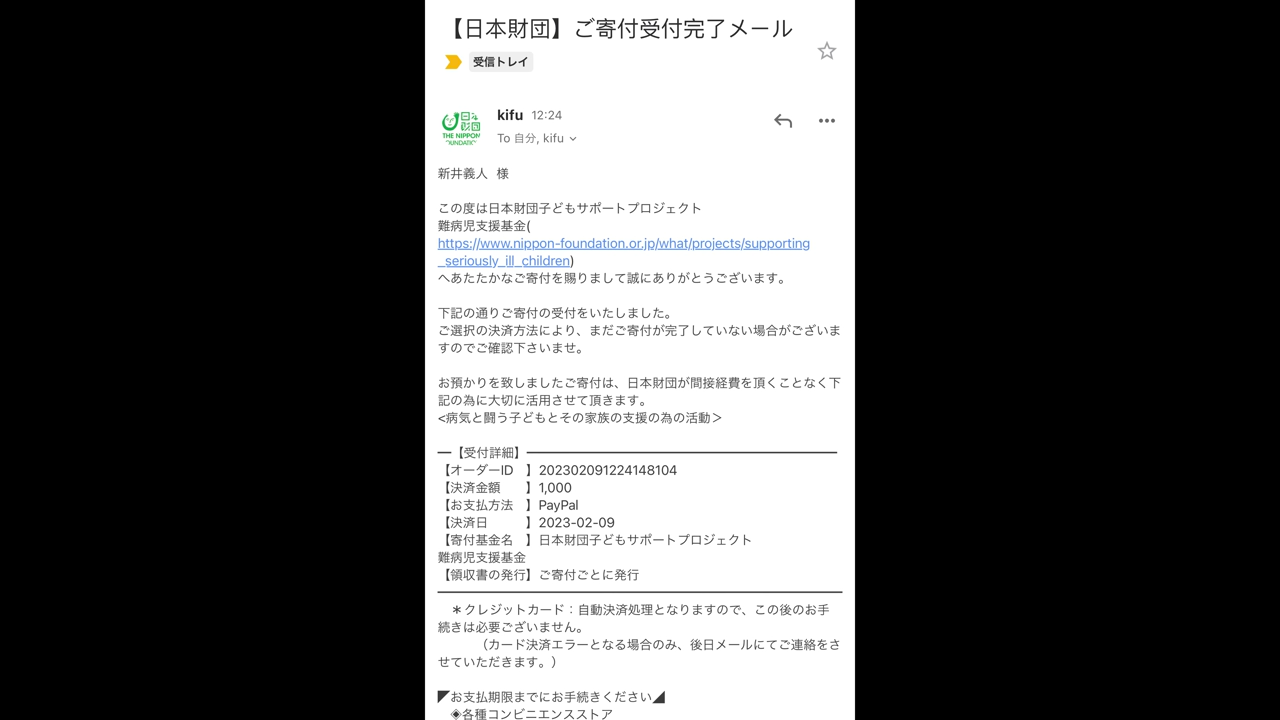 【日本財団】ご寄付受付完了メール
受信トレイ
kifu 12:24
THE NIPPON
To 自分, kifu
新井義人 様
この度は日本財団子どもサポートプロジェクト
難病児支援基金(
https://www.nippon-foundation.or.jp/what/projects/supporting
_seriously_ill_children)
へあたたかなご寄付を賜りまして誠にありがとうございます。
下記の通りご寄付の受付をいたしました。
ご選択の決済方法により、まだご寄付が完了していない場合がございま
すのでご確認下さいませ。
お預かりを致しましたご寄付は、日本財団が間接経費を頂くことなく下
記の為に大切に活用させて頂きます。
<病気と闘う子どもとその家族の支援の為の活動＞
━【受付詳細】━━━━━━━━━━━━━━━━━━━━━━━━━
【オーダーID　】202302091224148104
【決済金額　　】1,000
【お支払方法　】PayPal
【決済日　　　】2023-02-09
【寄付基金名　】日本財団子どもサポートプロジェクト
難病児支援基金
【領収書の発行】ご寄付ごとに発行
━━━━━━━━━━━━━━━━━━━━━━━━━━━━━━━━
＊クレジットカード：自動決済処理となりますので、この後のお手
続きは必要ございません。
（カード決済エラーとなる場合のみ、後日メールにてご連絡をさ
せていただきます。）
◤お支払期限までにお手続きください◢
◈各種コンビニエンスストア